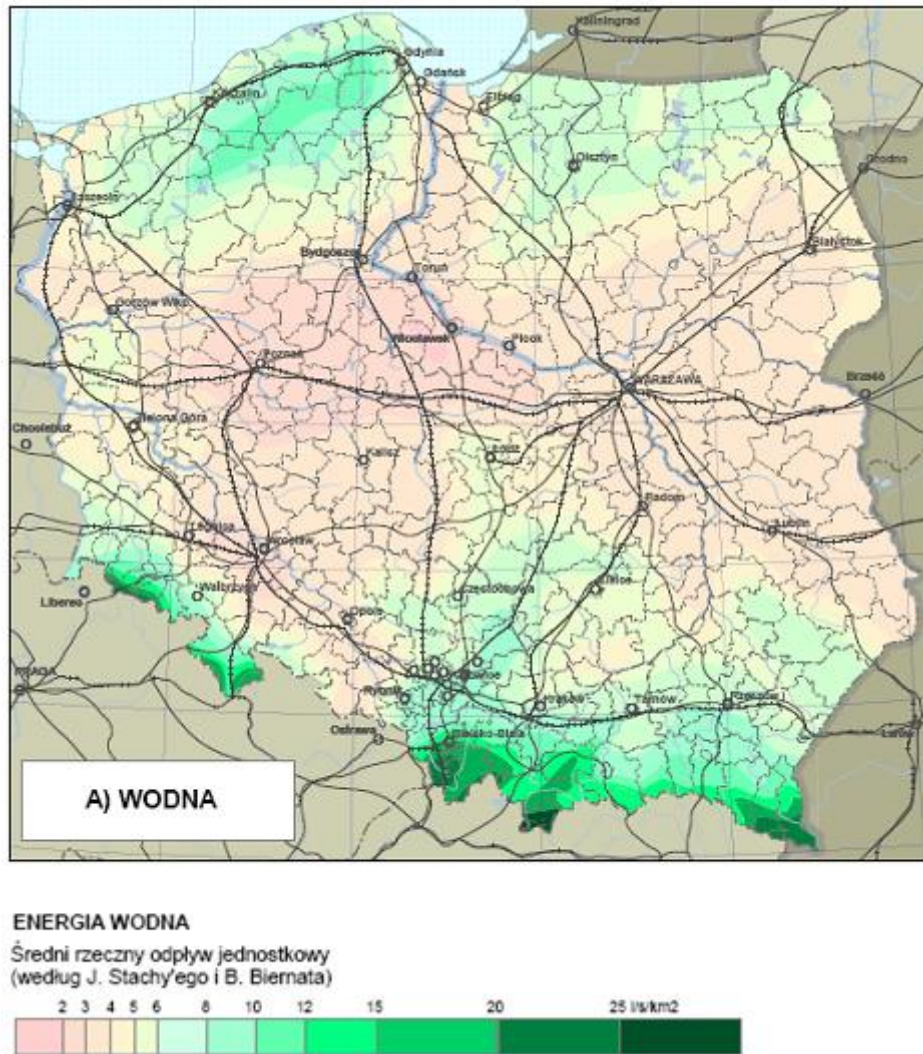 Kaliningrad
Gdynia
Gdańsk
Elbląg
Olsztyn
Grodno
Białystok
Bydgoszcz
Toruń
Gorzów Wlkp.
Włocławek
Płock
Poznań
WARSZAWA
Brześć
Zielona Góra
Kalisz
Łódź
Radom
Lublin
Legnica
Wrocław
Wałbrzych
Opole
Częstochowa
Kielce
PRAGA
Rybnik
Ostrawa
Kraków
Tarnów
Rzeszów
Bielsko-Biała
A) WODNA
ENERGIA WODNA
Średni rzeczny odpływ jednostkowy
(według J. Stachy'ego i B. Biernata)
2 3 4 5 6 8 10 12 15 20 25 l/s/km2